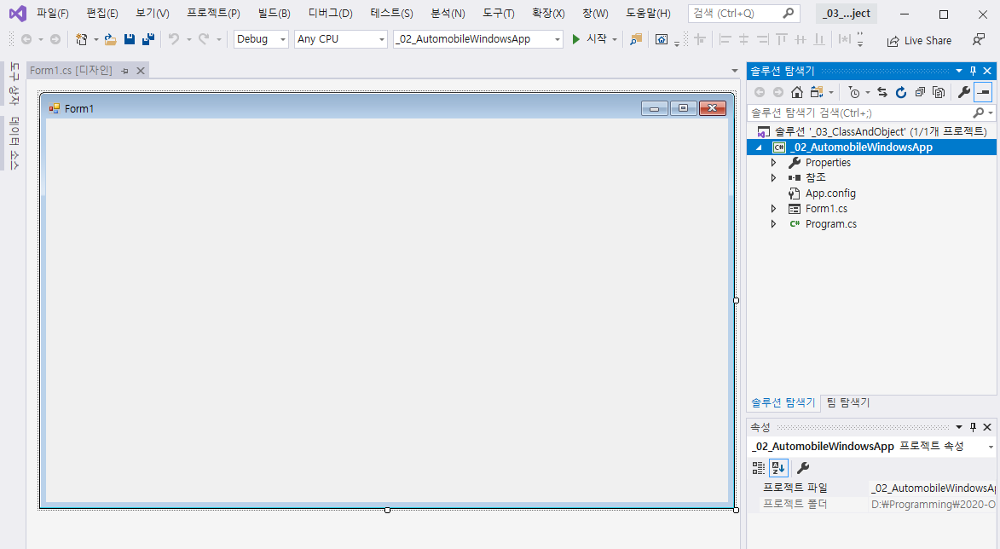 파일(F) 편집(E) 보기(V) 프로젝트(P) 빌드(B) 디버그(D) 테스트(S) 분석(N) 도구(T) 확장(X) 창(W) 도움말(H) 검색 (Ctrl+Q) _03_...ject
Debug Any CPU _02_AutomobileWindowsApp 시작 Live Share
도구 상자
데이터 소스
Form1.cs [디자인]
Form1
솔루션 탐색기
솔루션 탐색기 검색(Ctrl+;)
솔루션 '_03_ClassAndObject' (1/1개 프로젝트)
C# _02_AutomobileWindowsApp
Properties
참조
App.config
Form1.cs
C# Program.cs
솔루션 탐색기 팀 탐색기
속성
_02_AutomobileWindowsApp 프로젝트 속성
프로젝트 파일 _02_AutomobileWindowsAp
프로젝트 폴더 D:₩Programming₩2020-O